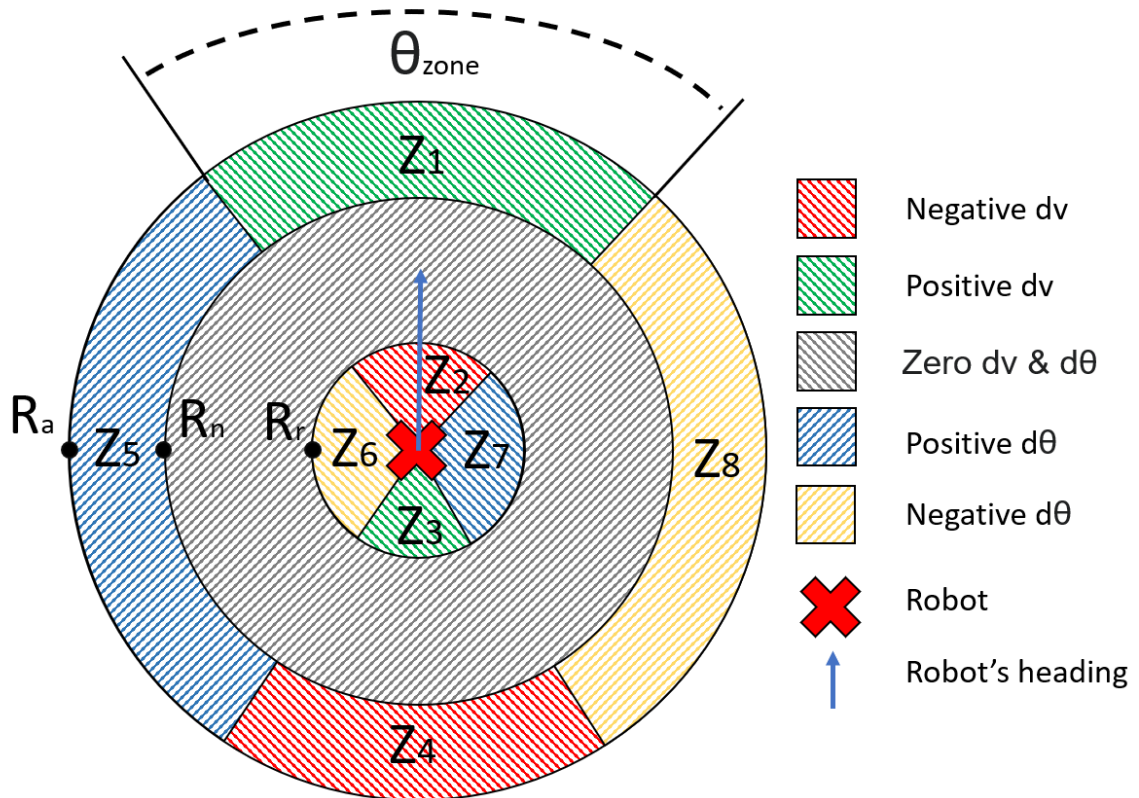 θzone
Z1
Z2
Ra
Z5
Rn
Rr
Z6
Z7
Z8
Z3
Z4
Negative dv
Positive dv
Zero dv & dθ
Positive dθ
Negative dθ
Robot
Robot's heading